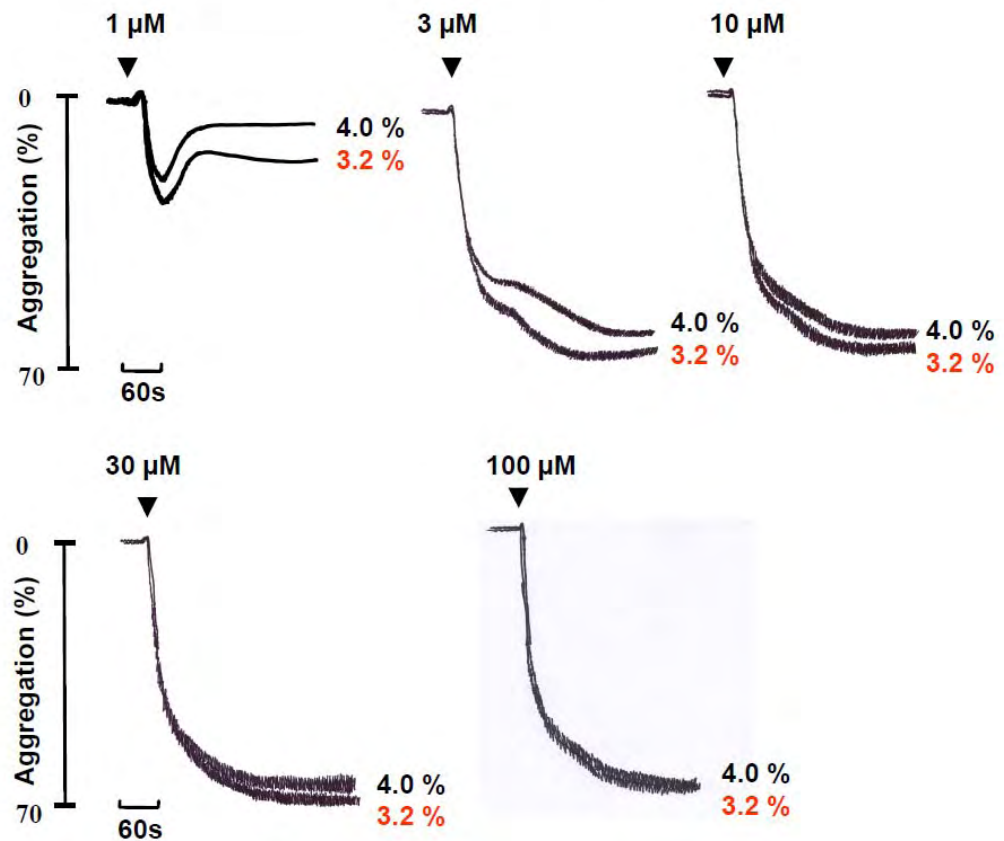 1 µM 3 µM 10 µM
0
Aggregation (%)
4.0 %
3.2 %
4.0 %
3.2 %
4.0 %
3.2 %
70
60s
30 µM 100 µM
0
Aggregation (%)
4.0 %
3.2 %
4.0 %
3.2 %
70
60s